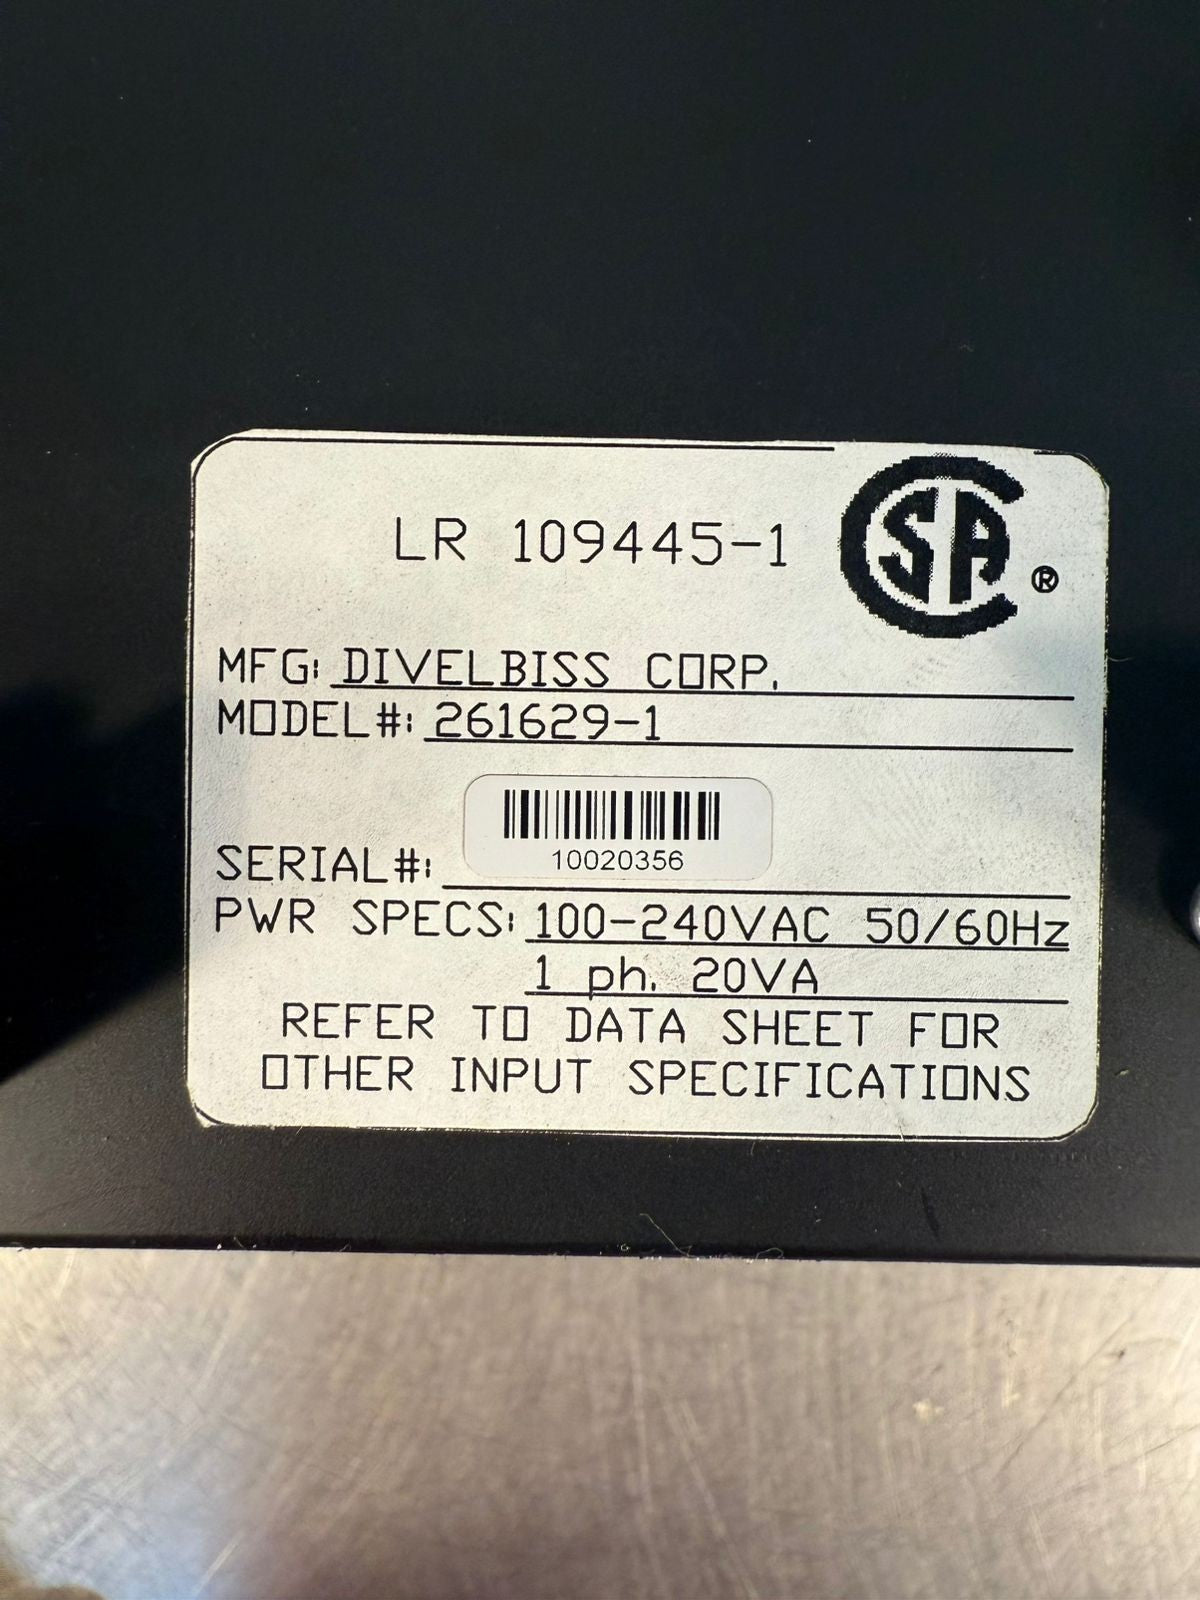 LR 109445-1
CSA ®
MFG: DIVELBISS CORP.
MODEL#: 261629-1
10020356
SERIAL#:
PWR SPECS: 100-240VAC 50/60Hz
1 ph. 20VA
REFER TO DATA SHEET FOR
OTHER INPUT SPECIFICATIONS